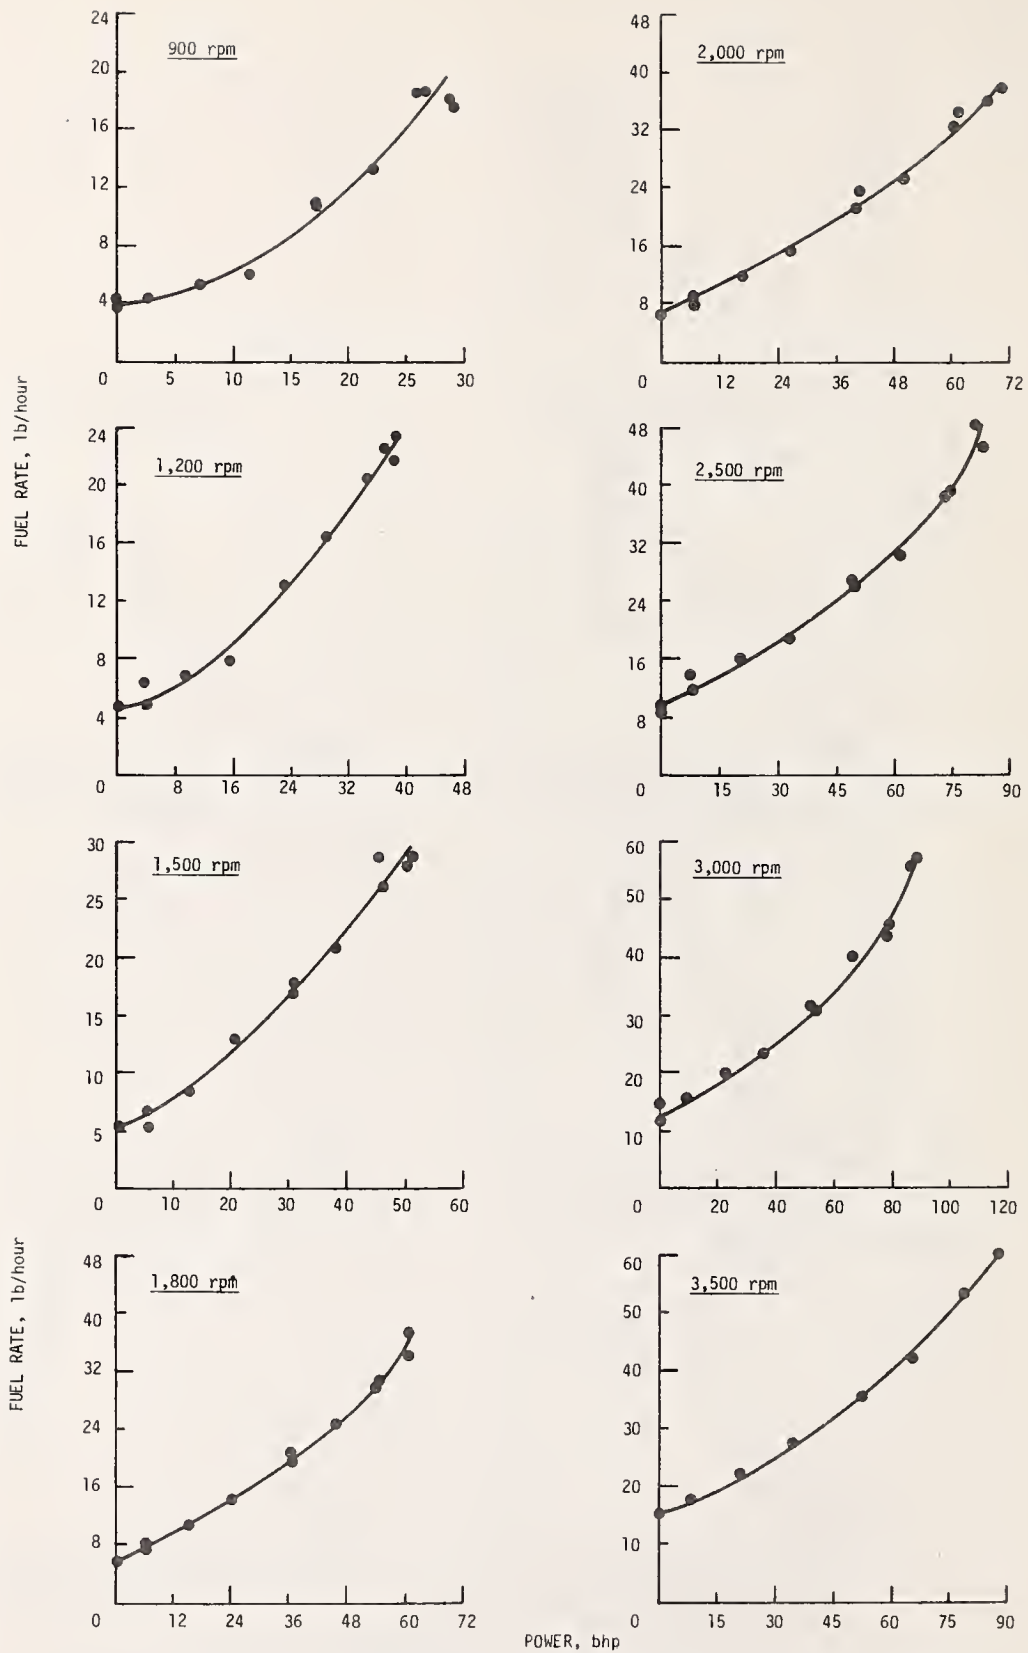 24
20
16
12
8
4
0 5 10 15 20 25 30
900 rpm
48
40
32
24
16
8
0 12 24 36 48 60 72
2,000 rpm
FUEL RATE, lb/hour
24
20
16
12
8
4
0 8 16 24 32 40 48
1,200 rpm
48
40
32
24
16
8
0 15 30 45 60 75 90
2,500 rpm
30
25
20
15
10
5
0 10 20 30 40 50 60
1,500 rpm
60
50
40
30
20
10
0 20 40 60 80 100 120
3,000 rpm
FUEL RATE, lb/hour
48
40
32
24
16
8
0 12 24 36 48 60 72
1,800 rpm
60
50
40
30
20
10
0 15 30 45 60 75 90
3,500 rpm
POWER, bhp